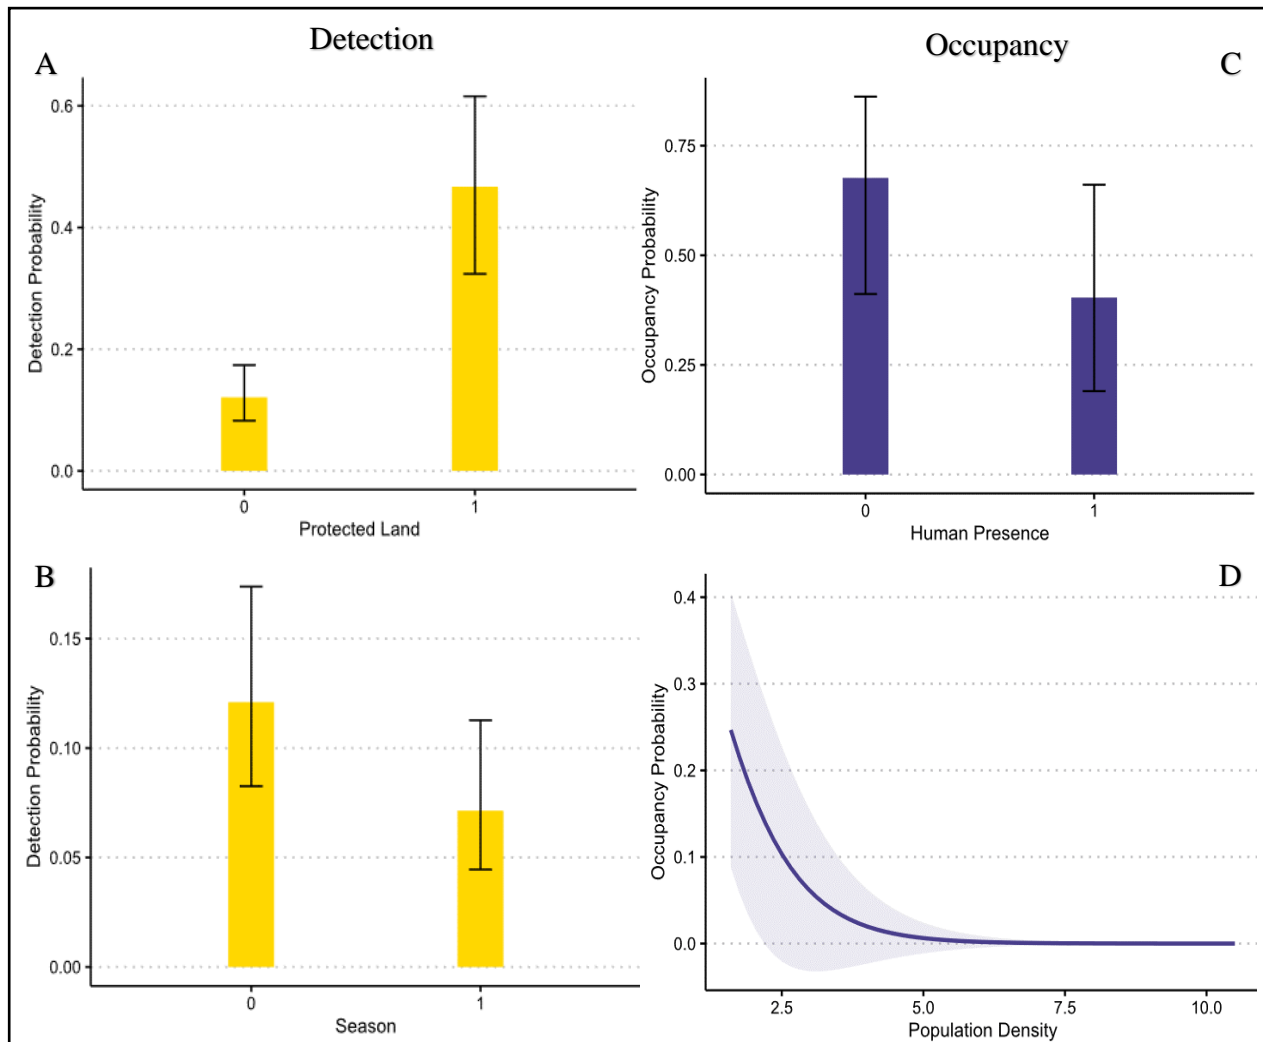 Detection
A
0.6
0.4
0.2
0.0
Detection Probability
0
1
Protected Land
B
0.15
0.10
0.05
0.00
Detection Probability
0
1
Season
Occupancy
C
0.75
0.50
0.25
0.00
Occupancy Probability
0
1
Human Presence
D
0.4
0.3
0.2
0.1
0.0
Occupancy Probability
2.5
5.0
7.5
10.0
Population Density